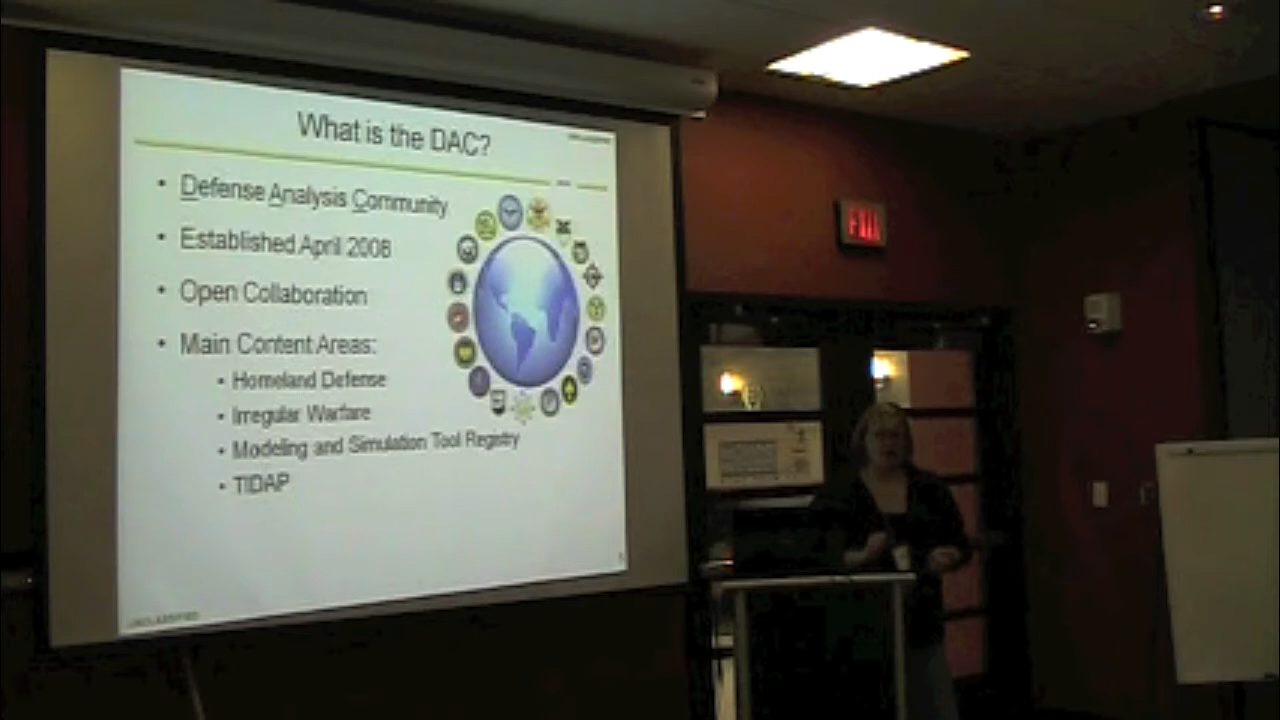 What is the DAC?
• Defense Analysis Community
• Established April 2008
• Open Collaboration
• Main Content Areas:
• Homeland Defense
• Irregular Warfare
• Modeling and Simulation Tool Registry
• TIDAP
UNCLASSIFIED